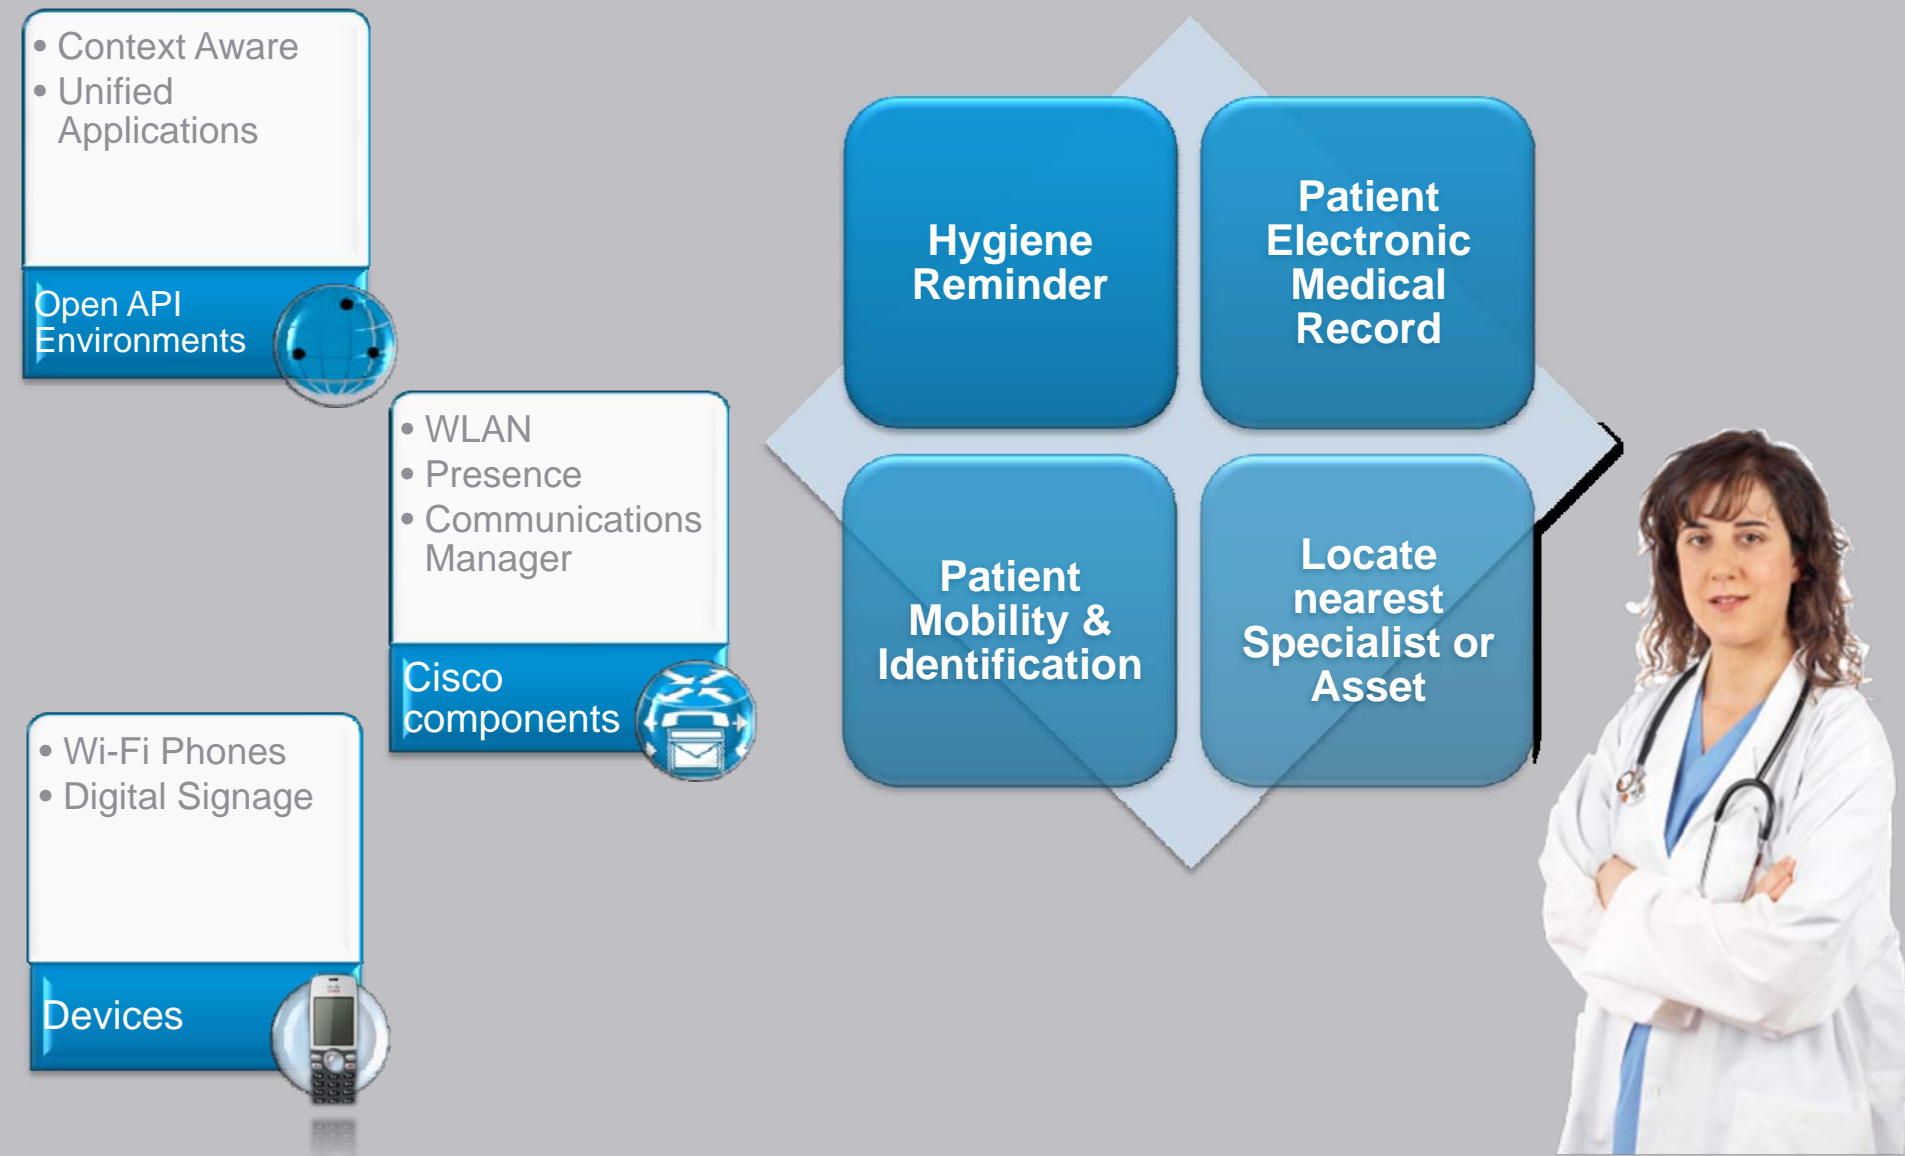 • Context Aware
• Unified
Applications
Open API
Environments
• WLAN
• Presence
• Communications
Manager
Cisco
components
• Wi-Fi Phones
• Digital Signage
Devices
Hygiene
Reminder
Patient
Electronic
Medical
Record
Patient
Mobility &
Identification
Locate
nearest
Specialist or
Asset